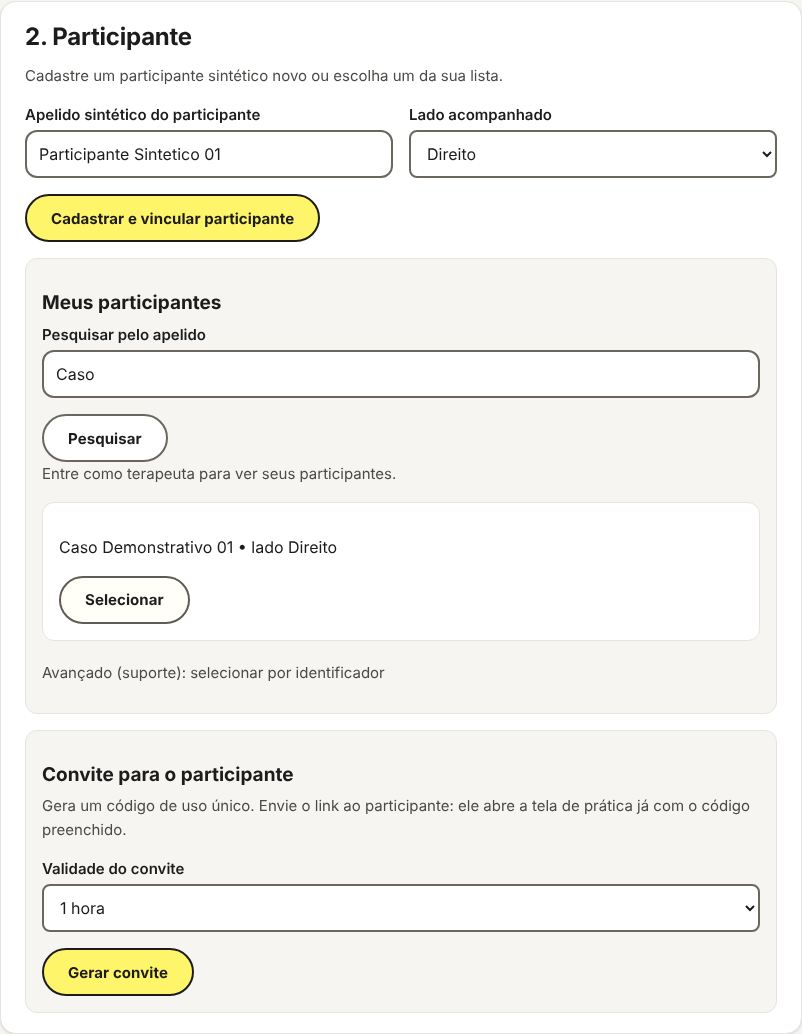 2. Participante
Cadastre um participante sintético novo ou escolha um da sua lista.
Apelido sintético do participante
Lado acompanhado
Participante Sintetico 01
Direito
Cadastrar e vincular participante
Meus participantes
Pesquisar pelo apelido
Caso
Pesquisar
Entre como terapeuta para ver seus participantes.
Caso Demonstrativo 01 • lado Direito
Selecionar
Avançado (suporte): selecionar por identificador
Convite para o participante
Gera um código de uso único. Envie o link ao participante: ele abre a tela de prática já com o código
preenchido.
Validade do convite
1 hora
Gerar convite